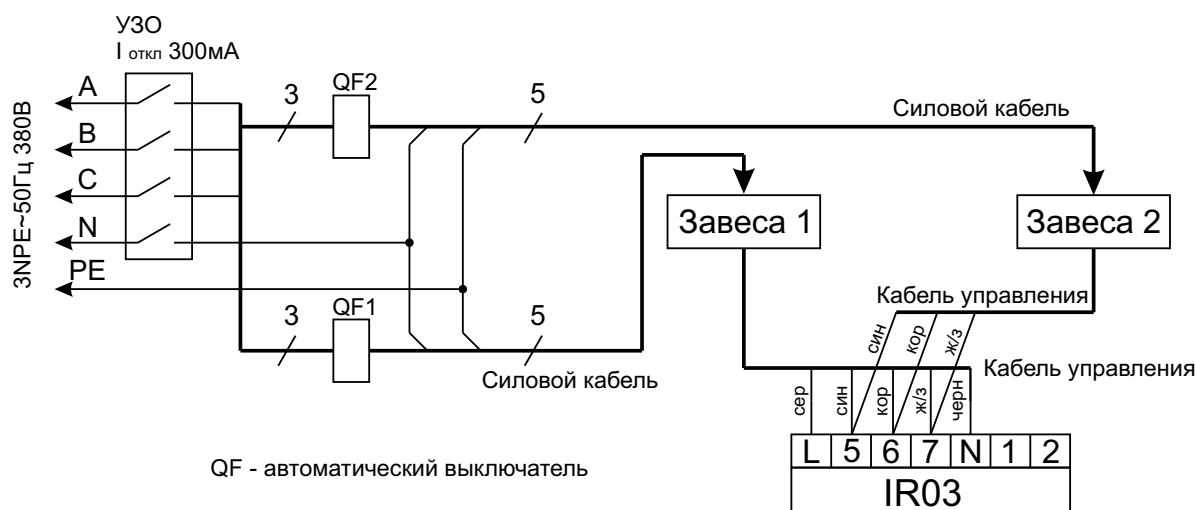 УЗО
I откл 300мА
3NPE~50Гц 380В
A
B
C
N
PE
3
QF2
5
Силовой кабель
Завеса 1
Завеса 2
3
QF1
5
Силовой кабель
Кабель управления
син
кор
ж/з
Кабель управления
сер
син
кор
ж/з
черн
L 5 6 7 N 1 2
IR03
QF - автоматический выключатель